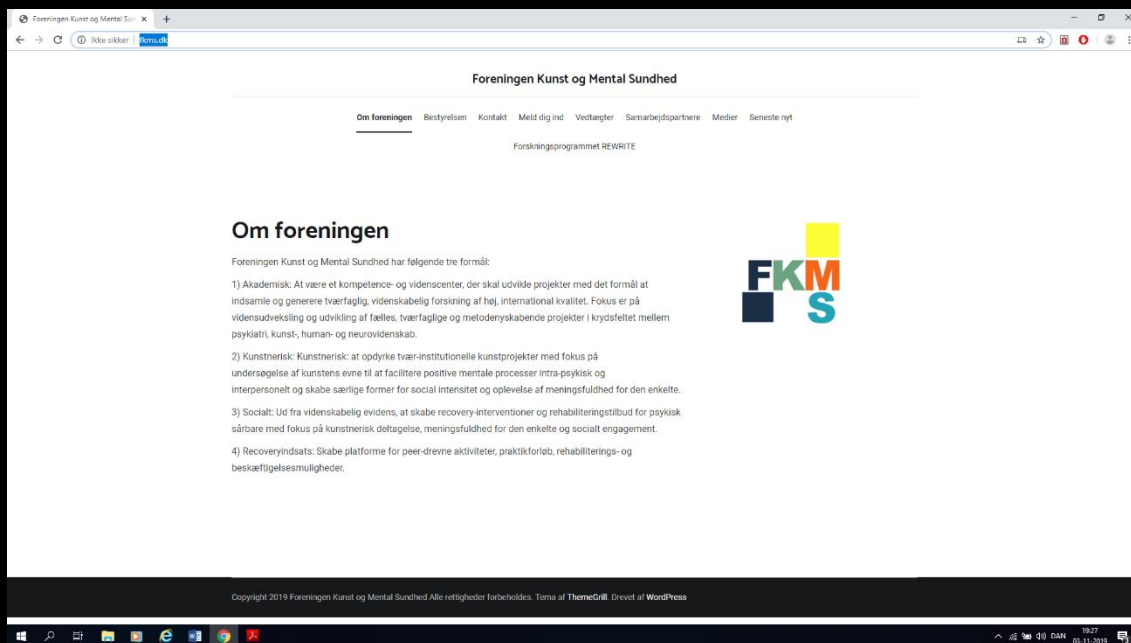 Foreningen Kunst og Mental Sun
Ikke sikker | fkms.dk
Foreningen Kunst og Mental Sundhed
Om foreningen Bestyrelsen Kontakt Meld dig ind Vedtægter Samarbejdspartnere Medier Seneste nyt
Forskningsprogrammet REWRITE
Om foreningen
Foreningen Kunst og Mental Sundhed har følgende tre formål:
1) Akademisk: At være et kompetence- og videnscenter, der skal udvikle projekter med det formål at
indsamle og generere tværfaglig, videnskabelig forskning af høj, international kvalitet. Fokus er på
vidensudveksling og udvikling af fælles, tværfaglige og metodenyskabende projekter i krydsfeltet mellem
psykiatri, kunst-, human- og neurovidenskab.
2) Kunstnerisk: Kunstnerisk: at opdyrke tvær-institutionelle kunstprojekter med fokus på
undersøgelse af kunstens evne til at facilitere positive mentale processer intra-psykisk og
interpersonelt og skabe særlige former for social intensitet og oplevelse af meningsfuldhed for den enkelte.
3) Socialt: Ud fra videnskabelig evidens, at skabe recovery-interventioner og rehabiliteringstilbud for psykisk
sårbare med fokus på kunstnerisk deltagelse, meningsfuldhed for den enkelte og socialt engagement.
4) Recoveryindsats: Skabe platforme for peer-drevne aktiviteter, praktikforløb, rehabiliterings- og
beskæftigelsesmuligheder.
FKM
S
Copyright 2019 Foreningen Kunst og Mental Sundhed Alle rettigheder forbeholdes. Tema af ThemeGrill. Drevet af WordPress
DAN
19:27
03-11-2019